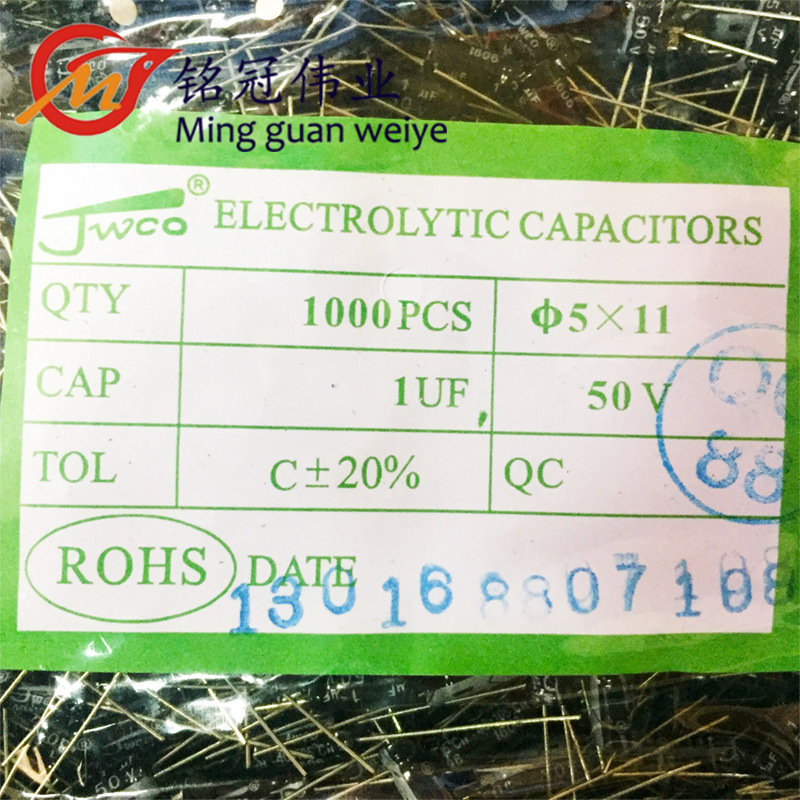 铭冠伟业
Ming guan weiye
Jwco® ELECTROLYTIC CAPACITORS
QTY 1000PCS Φ5×11
CAP 1UF 50V
TOL C±20% QC
88
ROHS DATE